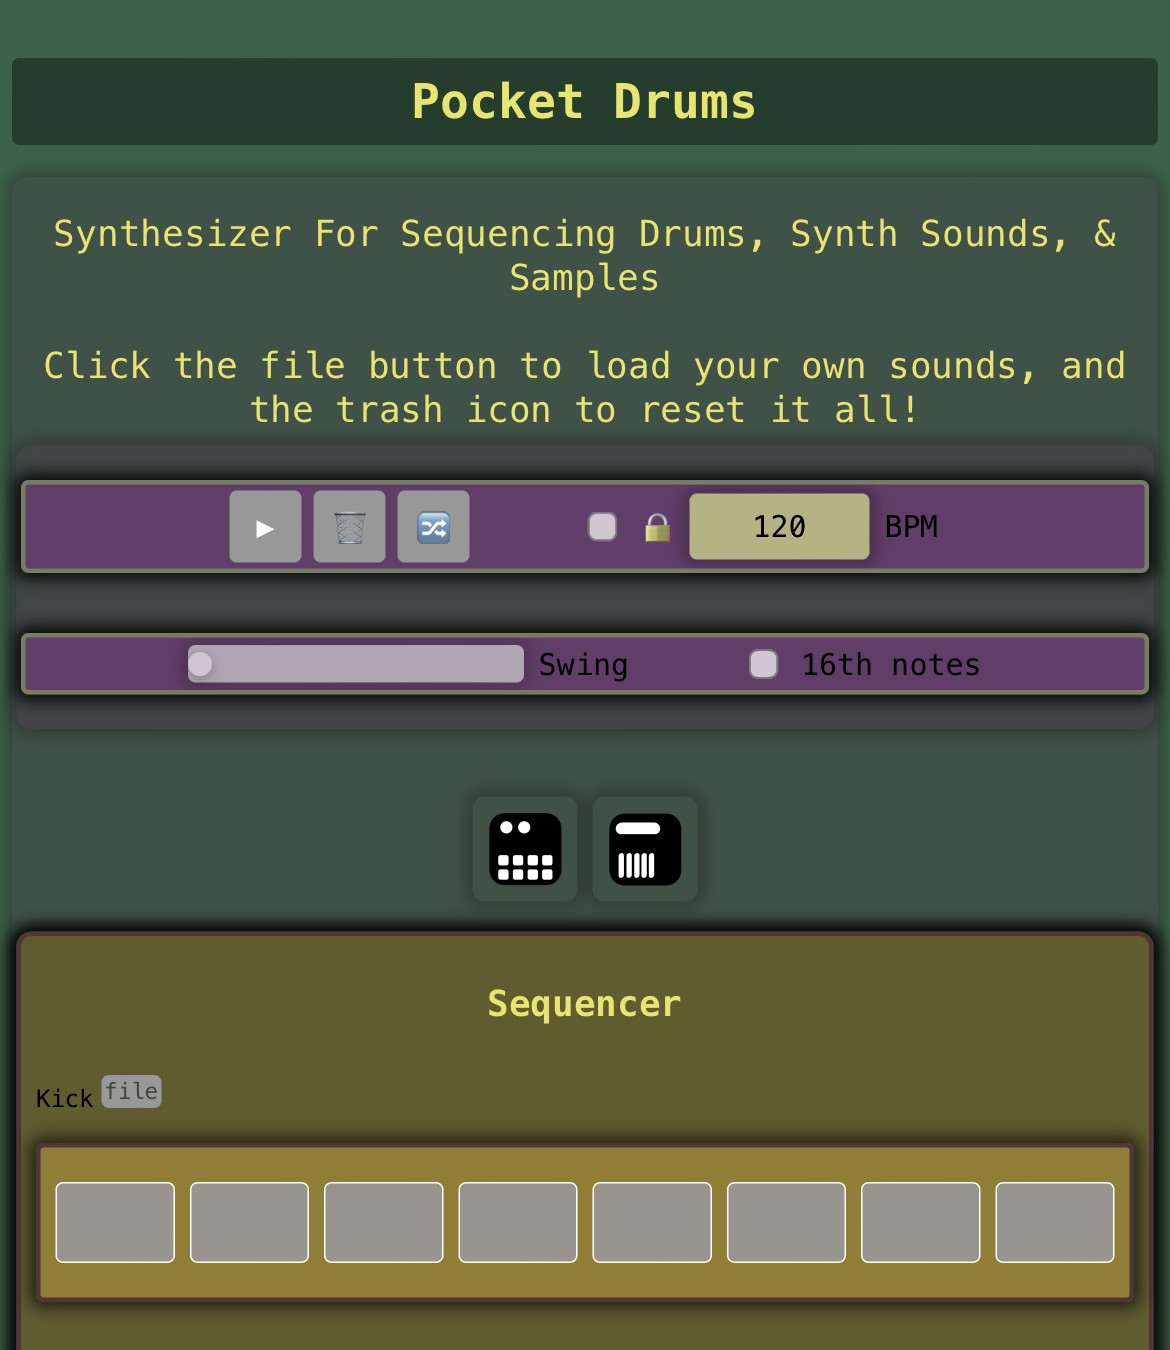 Pocket Drums
Synthesizer For Sequencing Drums, Synth Sounds, &
Samples
Click the file button to load your own sounds, and
the trash icon to reset it all!
120 BPM
Swing 16th notes
Sequencer
Kick file